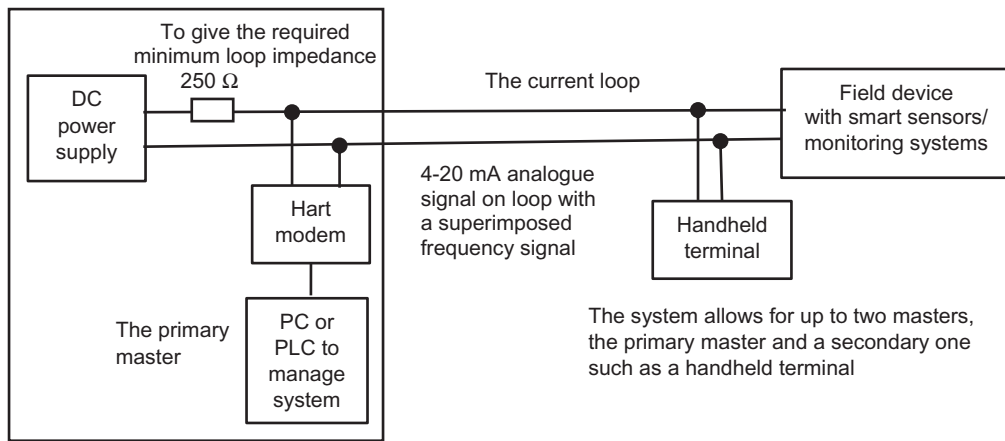 To give the required
minimum loop impedance
250 Ω
DC
power
supply
The current loop
Field device
with smart sensors/
monitoring systems
4-20 mA analogue
signal on loop with
a superimposed
frequency signal
Hart
modem
Handheld
terminal
The primary
master
PC or
PLC to
manage
system
The system allows for up to two masters,
the primary master and a secondary one
such as a handheld terminal